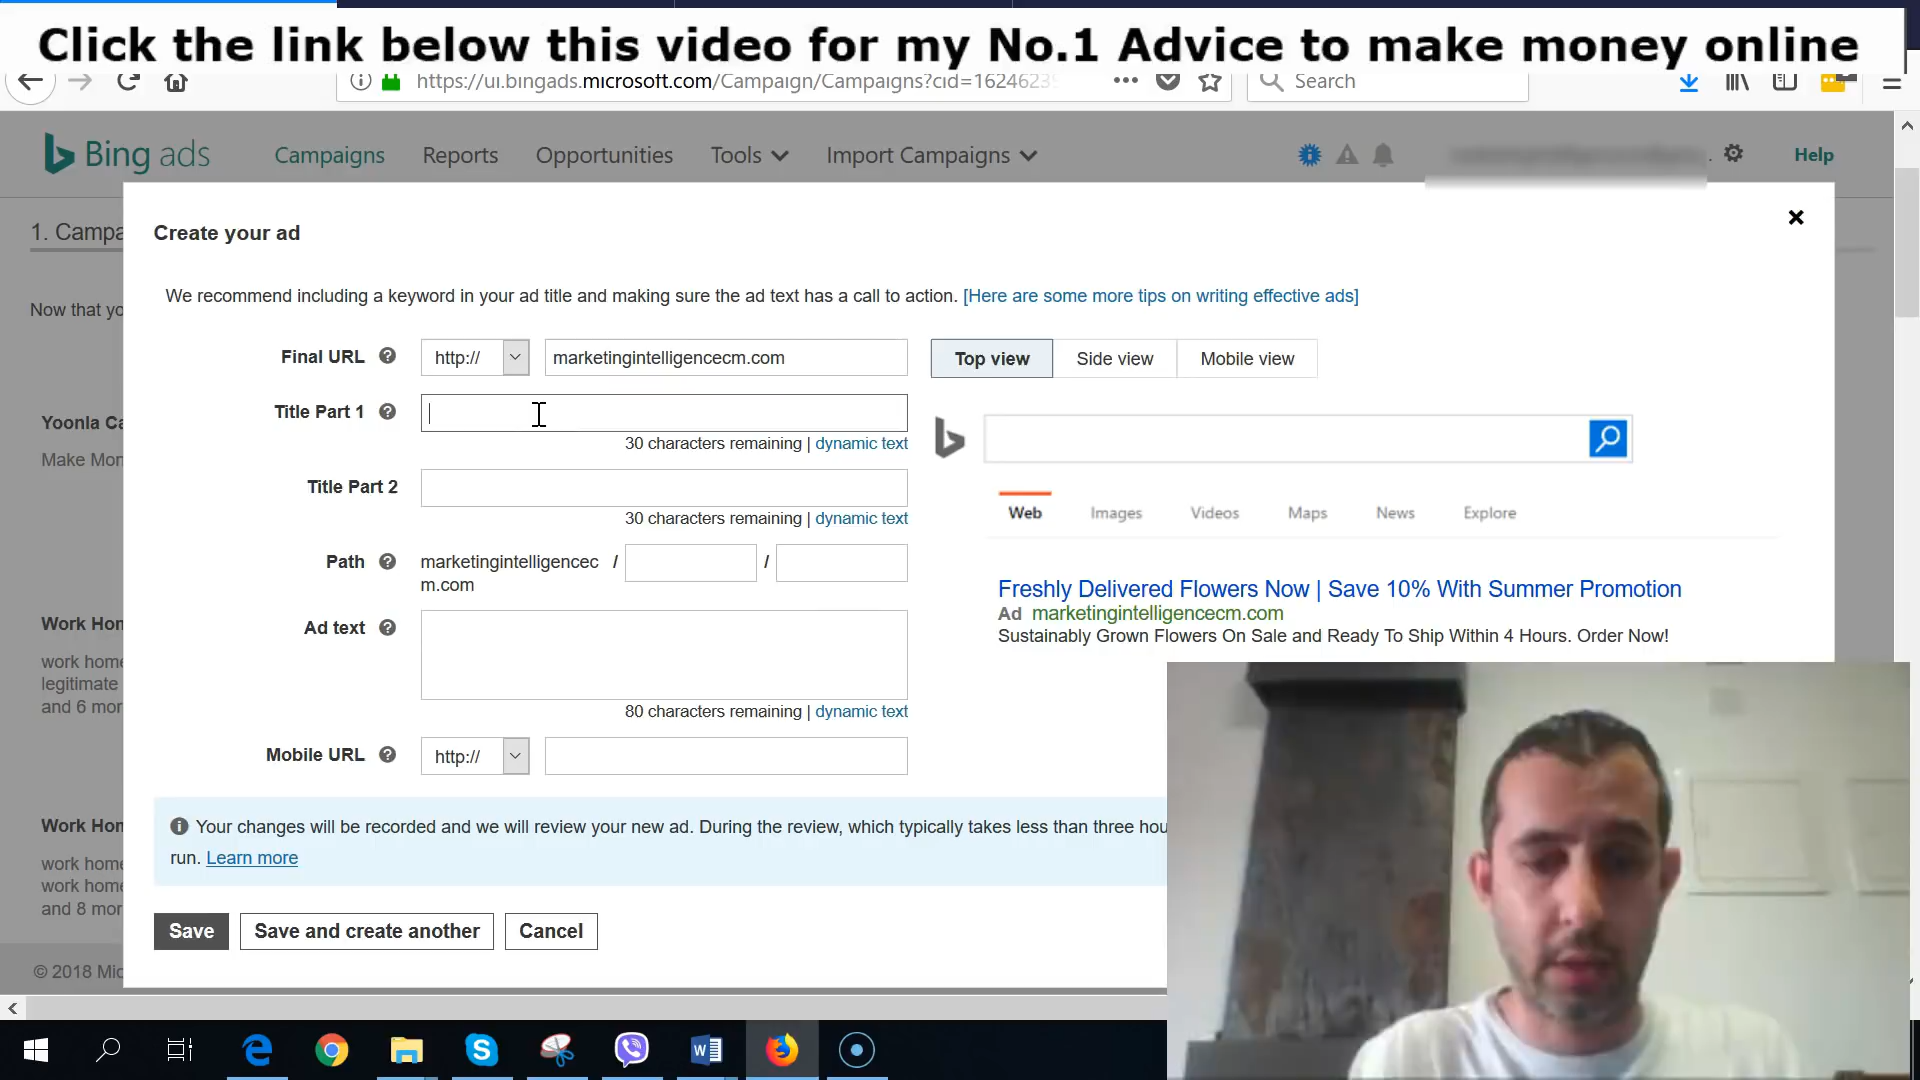 Click the link below this video for my No.1 Advice to make money online
https://ui.bingads.microsoft.com/Campaign/Campaigns?cid=1624623
Search
Bing ads
Campaigns
Reports
Opportunities
Tools
Import Campaigns
Help
1. Campa
Create your ad
Now that yo
We recommend including a keyword in your ad title and making sure the ad text has a call to action. [Here are some more tips on writing effective ads]
Final URL
http://
marketingintelligencecm.com
Top view
Side view
Mobile view
Title Part 1
30 characters remaining | dynamic text
Title Part 2
30 characters remaining | dynamic text
Path
marketingintelligencec
m.com
/
/
Ad text
80 characters remaining | dynamic text
Mobile URL
http://
Web
Images
Videos
Maps
News
Explore
Freshly Delivered Flowers Now | Save 10% With Summer Promotion
Ad marketingintelligencecm.com
Sustainably Grown Flowers On Sale and Ready To Ship Within 4 Hours. Order Now!
Yoonla Ca
Make Mon
Work Hom
work home
legitimate
and 6 mor
Work Hom
work home
work home
and 8 mor
Your changes will be recorded and we will review your new ad. During the review, which typically takes less than three hou
run. Learn more
Save
Save and create another
Cancel
© 2018 Mic